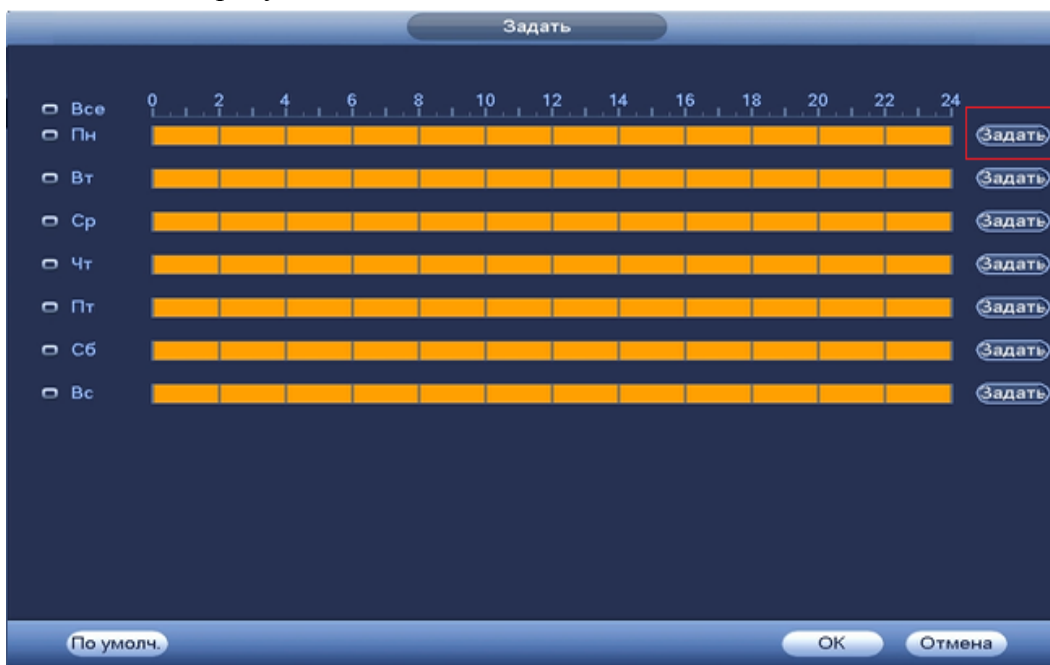 Задать
Все 0 2 4 6 8 10 12 14 16 18 20 22 24
Пн Задать
Вт Задать
Ср Задать
Чт Задать
Пт Задать
Сб Задать
Вс Задать
По умолч. OK Отмена